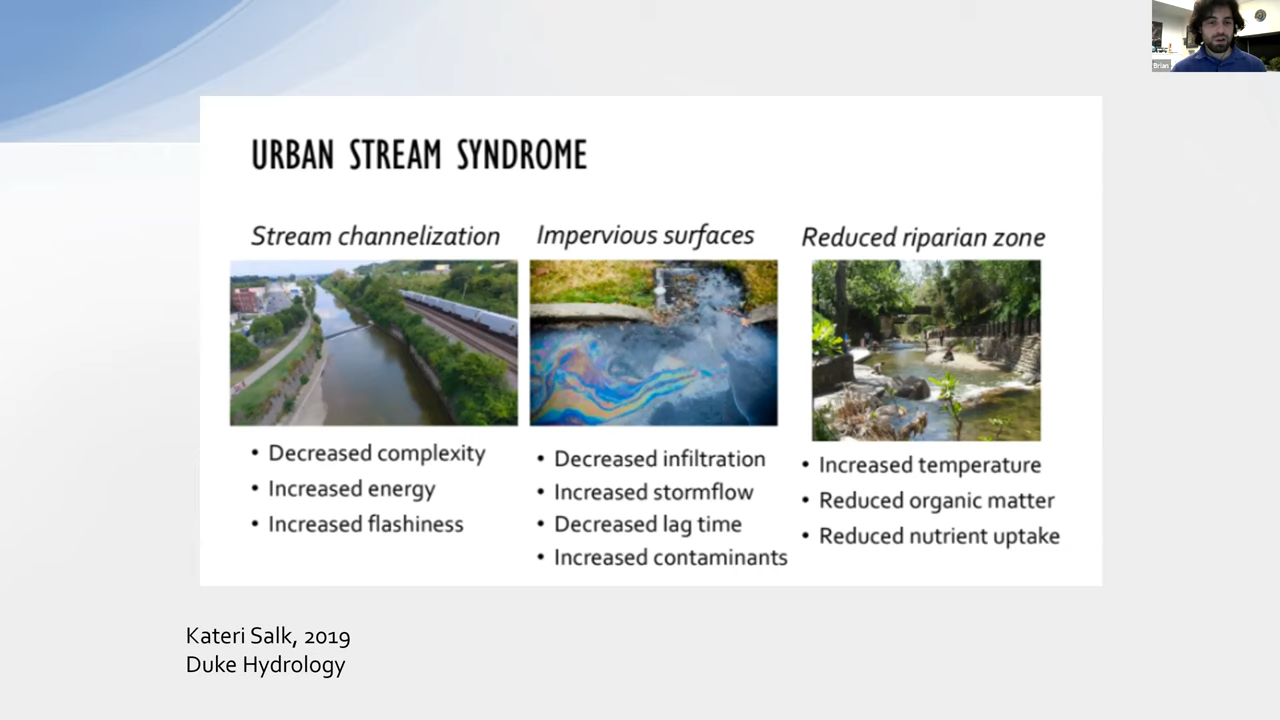 Brian
URBAN STREAM SYNDROME
Stream channelization
Decreased complexity
Increased energy
Increased flashiness
Impervious surfaces
Decreased infiltration
Increased stormflow
Decreased lag time
Increased contaminants
Reduced riparian zone
Increased temperature
Reduced organic matter
Reduced nutrient uptake
Kateri Salk, 2019
Duke Hydrology